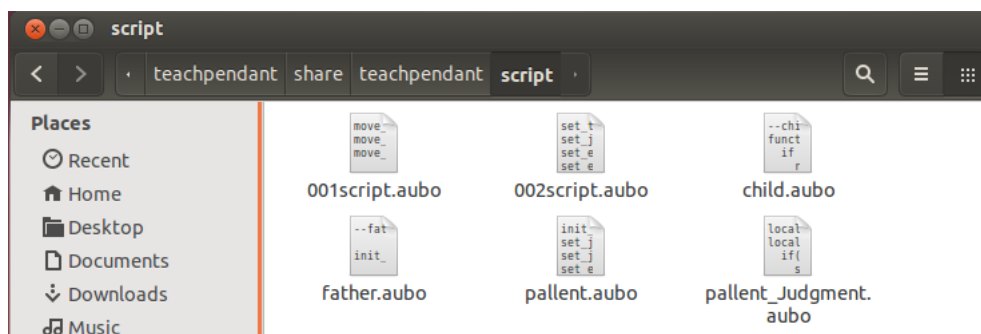 script
teachpendant share teachpendant script
Places
Recent
Home
Desktop
Documents
Downloads
Music
move_
move_
move_
001script.aubo
set_t
set_j
set_e
set_e
002script.aubo
--chi
funct
if
r
child.aubo
--fat
init_
father.aubo
init_
set_j
set_j
set_e
pallent.aubo
local
local
if(
s
pallent_Judgment.
aubo